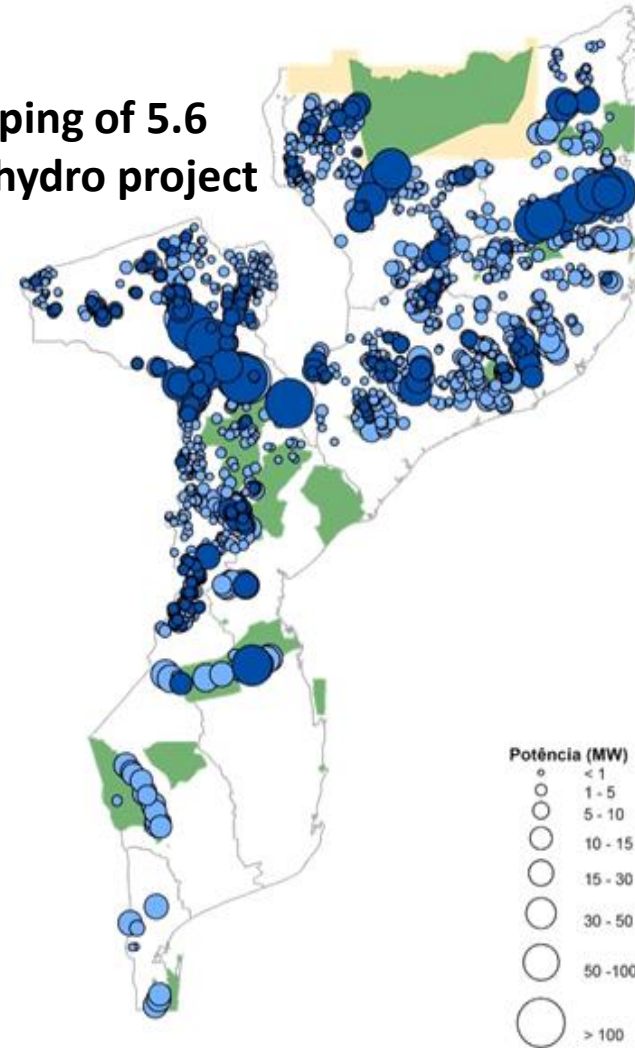 ping of 5.6
hydro project
Potência (MW)
< 1
1 - 5
5 - 10
10 - 15
15 - 30
30 - 50
50 -100
> 100